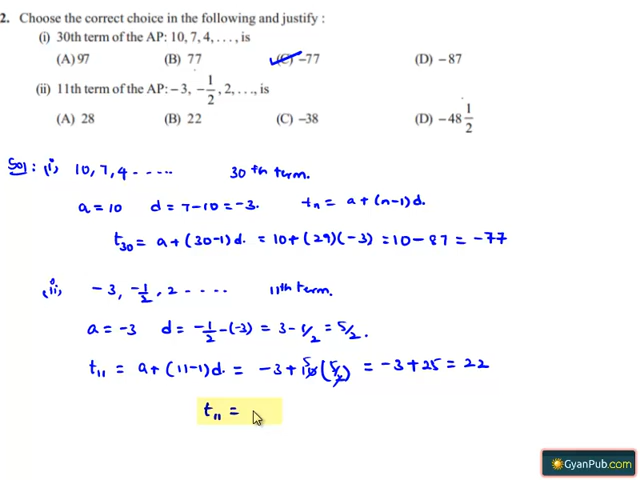 2. Choose the correct choice in the following and justify :
(i) 30th term of the AP: 10, 7, 4, . . . , is
(A) 97 (B) 77 (C) –77 (D) – 87
(ii) 11th term of the AP: – 3, –1/2, 2, . . ., is
(A) 28 (B) 22 (C) –38 (D) – 48 1/2
Sol : (i) 10, 7, 4 ...... 30th term.
a = 10 d = 7-10 = -3. tn = a + (n-1)d.
t30 = a + (30-1)d. = 10 + (29)(-3) = 10 - 87 = -77
(ii) -3, -1/2, 2 ..... 11th term.
a = -3 d = -1/2 - (-3) = 3 - 1/2 = 5/2.
t11 = a + (11-1)d. = -3 + 10 5 (5/2) = -3 + 25 = 22
t11 =
GyanPub.com